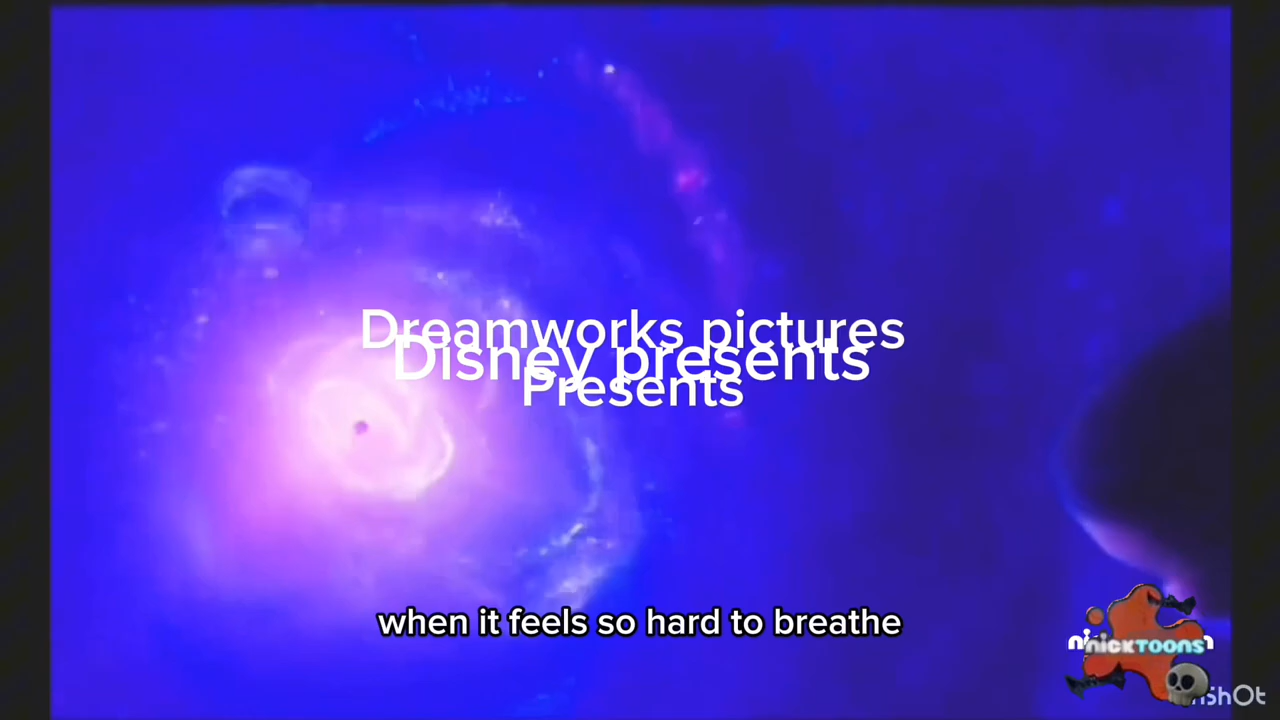 Dreamworks pictures
Disney presents
Presents
when it feels so hard to breathe
nicktoons